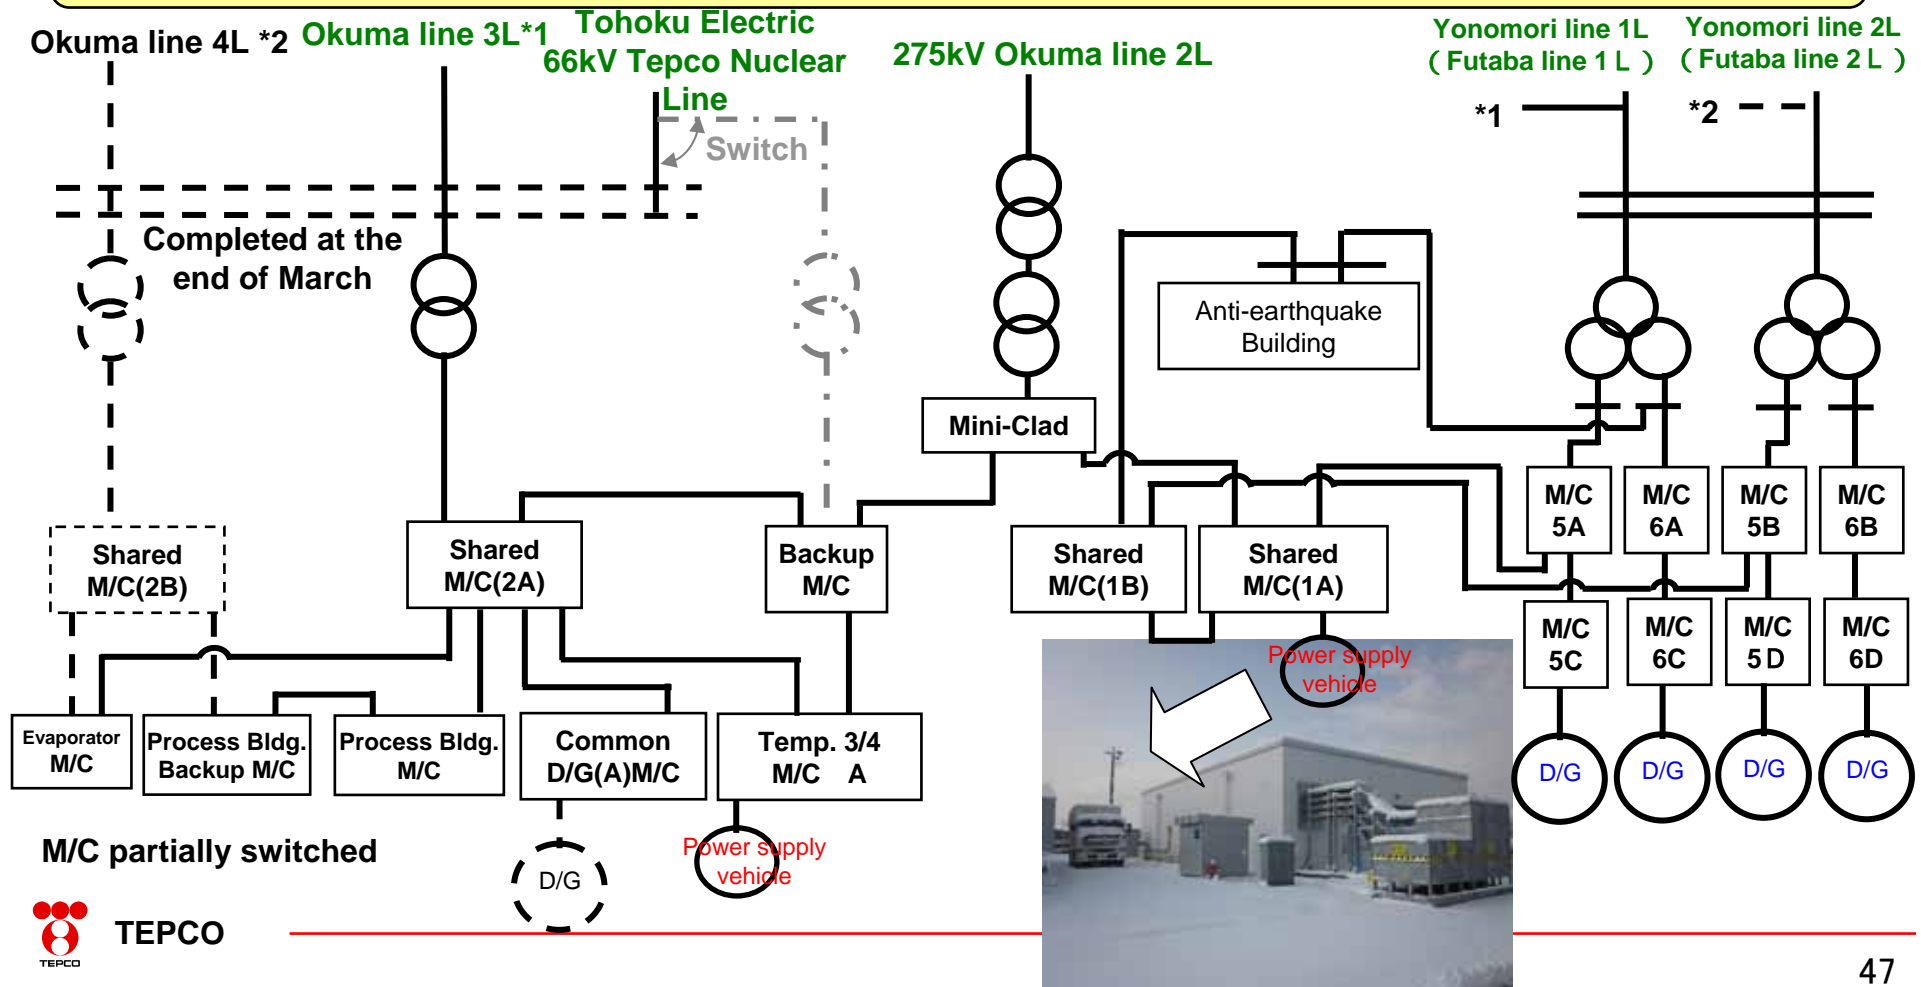 Okuma line 4L *2
Okuma line 3L*1
Tohoku Electric
66kV Tepco Nuclear
Line
275kV Okuma line 2L
Yonomori line 1L
( Futaba line 1 L )
Yonomori line 2L
( Futaba line 2 L )
*1
*2
Switch
Completed at the
end of March
Anti-earthquake
Building
Mini-Clad
Shared
M/C(2B)
Shared
M/C(2A)
Backup
M/C
Shared
M/C(1B)
Shared
M/C(1A)
M/C
5A
M/C
6A
M/C
5B
M/C
6B
M/C
5C
M/C
6C
M/C
5 D
M/C
6D
Power supply
vehicle
Evaporator
M/C
Process Bldg.
Backup M/C
Process Bldg.
M/C
Common
D/G(A)M/C
Temp. 3/4
M/C A
D/G
D/G
D/G
D/G
D/G
Power supply
vehicle
M/C partially switched
TEPCO
TEPCO
47